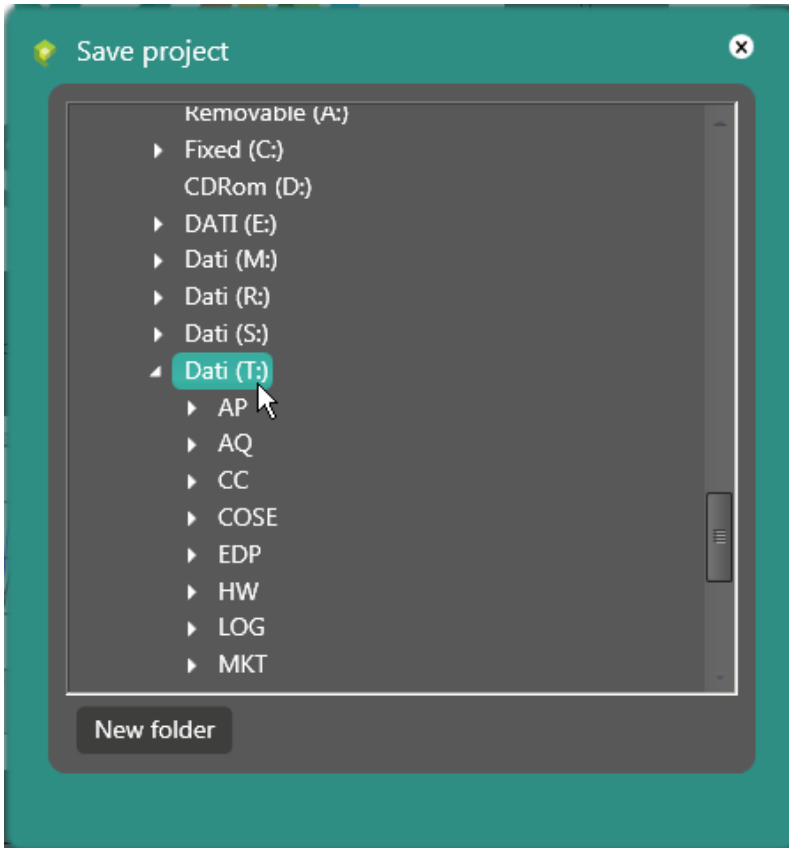 Save project
Removable (A:)
Fixed (C:)
CDRom (D:)
DATI (E:)
Dati (M:)
Dati (R:)
Dati (S:)
Dati (T:)
AP
AQ
CC
COSE
EDP
HW
LOG
MKT
New folder